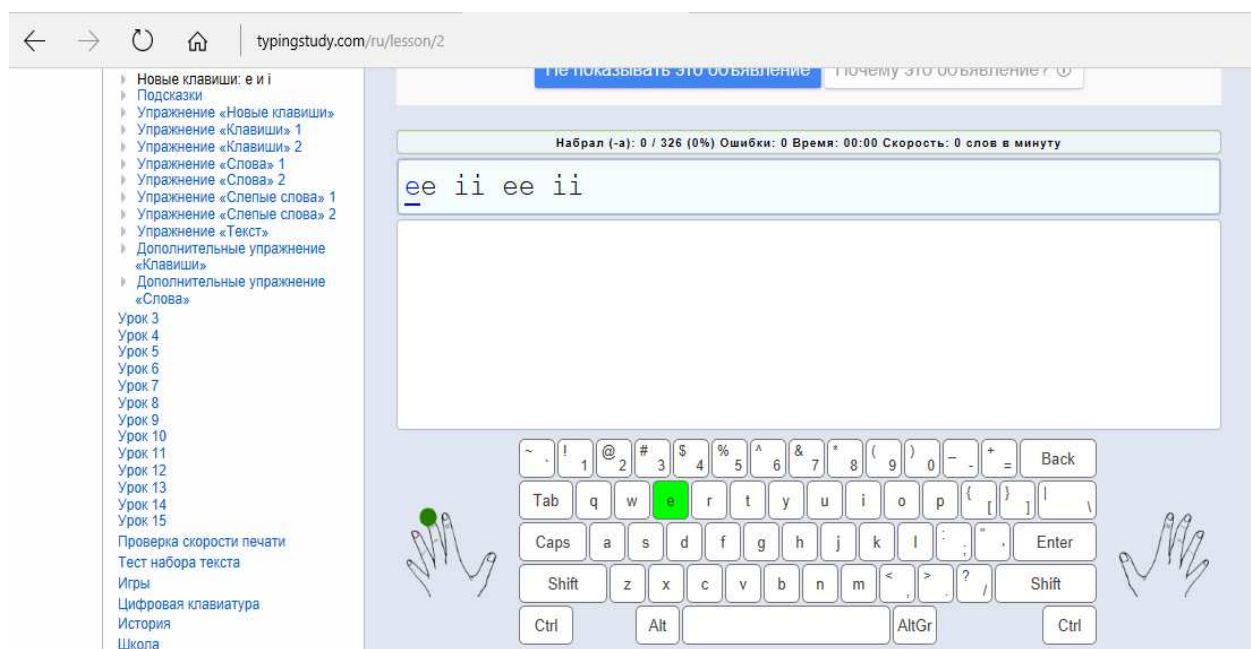 typingstudy.com/ru/lesson/2
Новые клавиши: e и i
Подсказки
Упражнение «Новые клавиши»
Упражнение «Клавиши» 1
Упражнение «Клавиши» 2
Упражнение «Слова» 1
Упражнение «Слова» 2
Упражнение «Слепые слова» 1
Упражнение «Слепые слова» 2
Упражнение «Текст»
Дополнительные упражнение
«Клавиши»
Дополнительные упражнение
«Слова»
Урок 3
Урок 4
Урок 5
Урок 6
Урок 7
Урок 8
Урок 9
Урок 10
Урок 11
Урок 12
Урок 13
Урок 14
Урок 15
Проверка скорости печати
Тест набора текста
Игры
Цифровая клавиатура
История
Школа
Не показывать это объявление Почему это объявление?
Набрал (-а): 0 / 326 (0%) Ошибки: 0 Время: 00:00 Скорость: 0 слов в минуту
ee ii ee ii
~ ` ! 1 @ 2 # 3 $ 4 % 5 ^ 6 & 7 * 8 ( 9 ) 0 _ - + = Back
Tab q w e r t y u i o p { [ } ] | \
Caps a s d f g h j k l : ; " ' Enter
Shift z x c v b n m < , > . ? / Shift
Ctrl Alt AltGr Ctrl